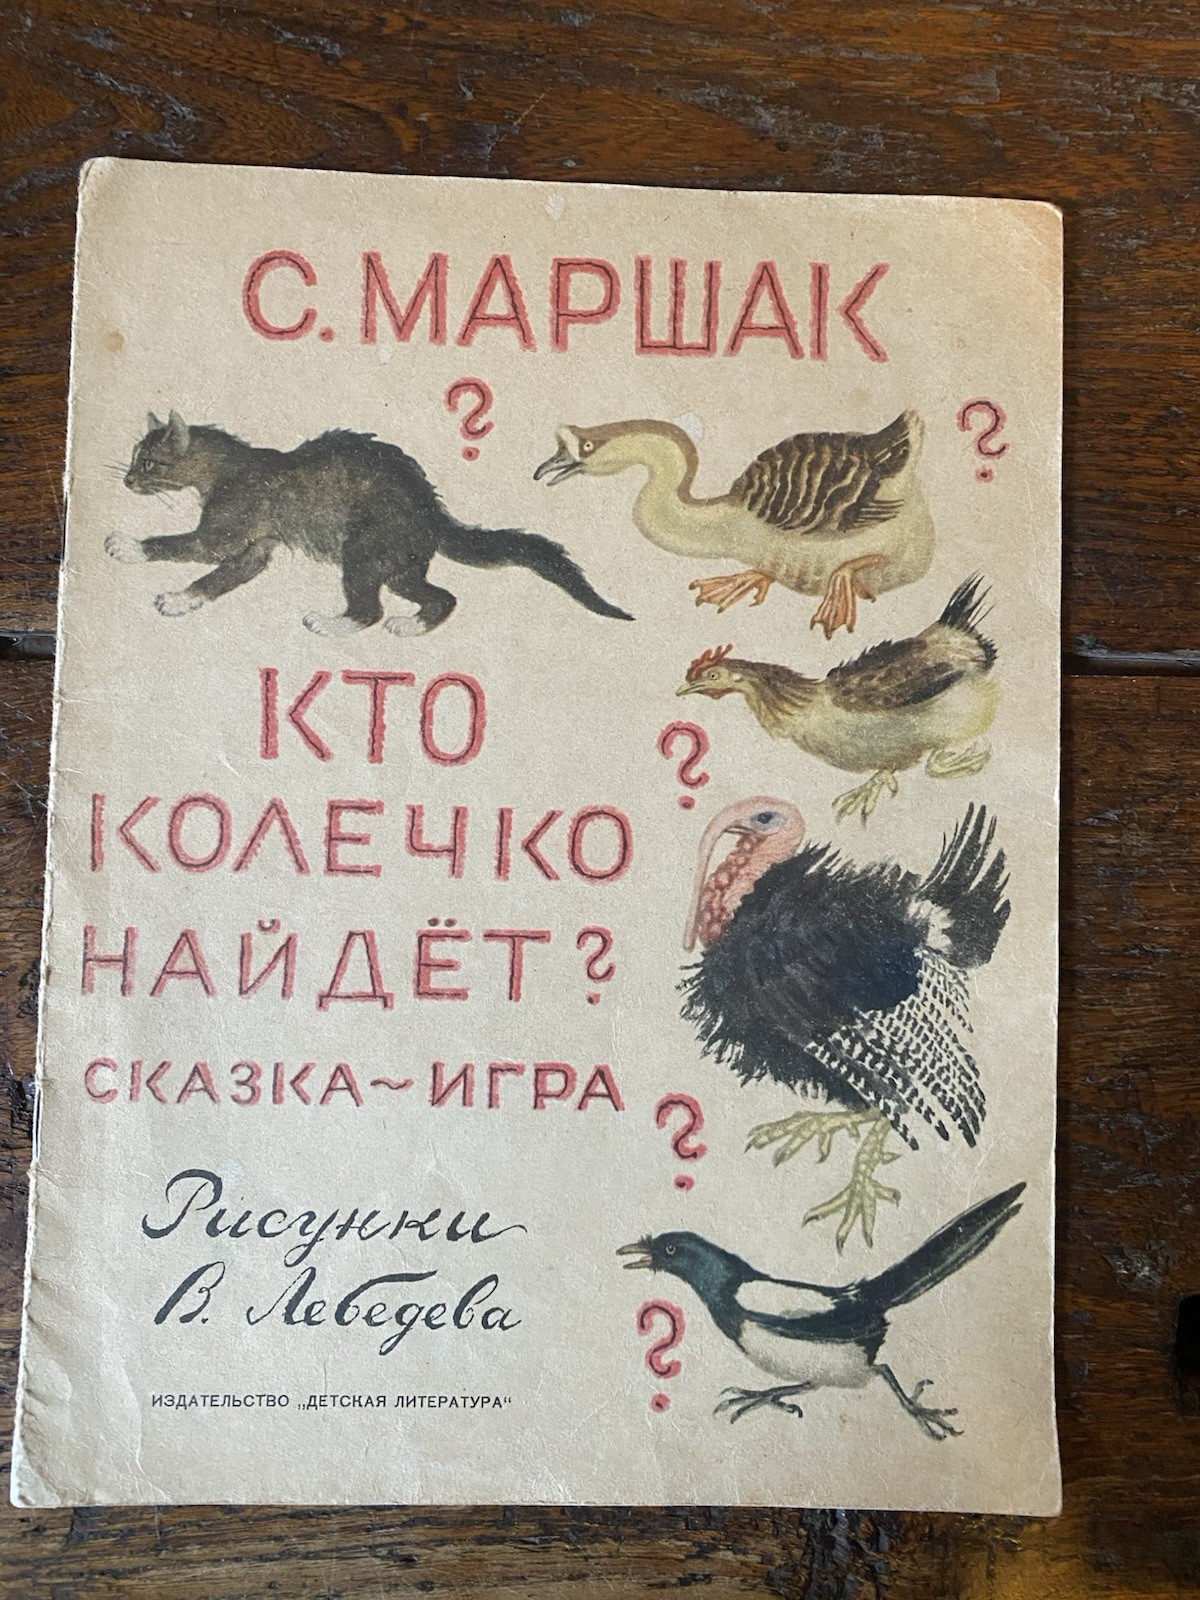 С. МАРШАК
?
?
КТО
?
КОЛЕЧКО
НАЙДЁТ?
СКАЗКА~ИГРА
?
Рисунки
В. Лебедева
?
ИЗДАТЕЛЬСТВО „ДЕТСКАЯ ЛИТЕРАТУРА“